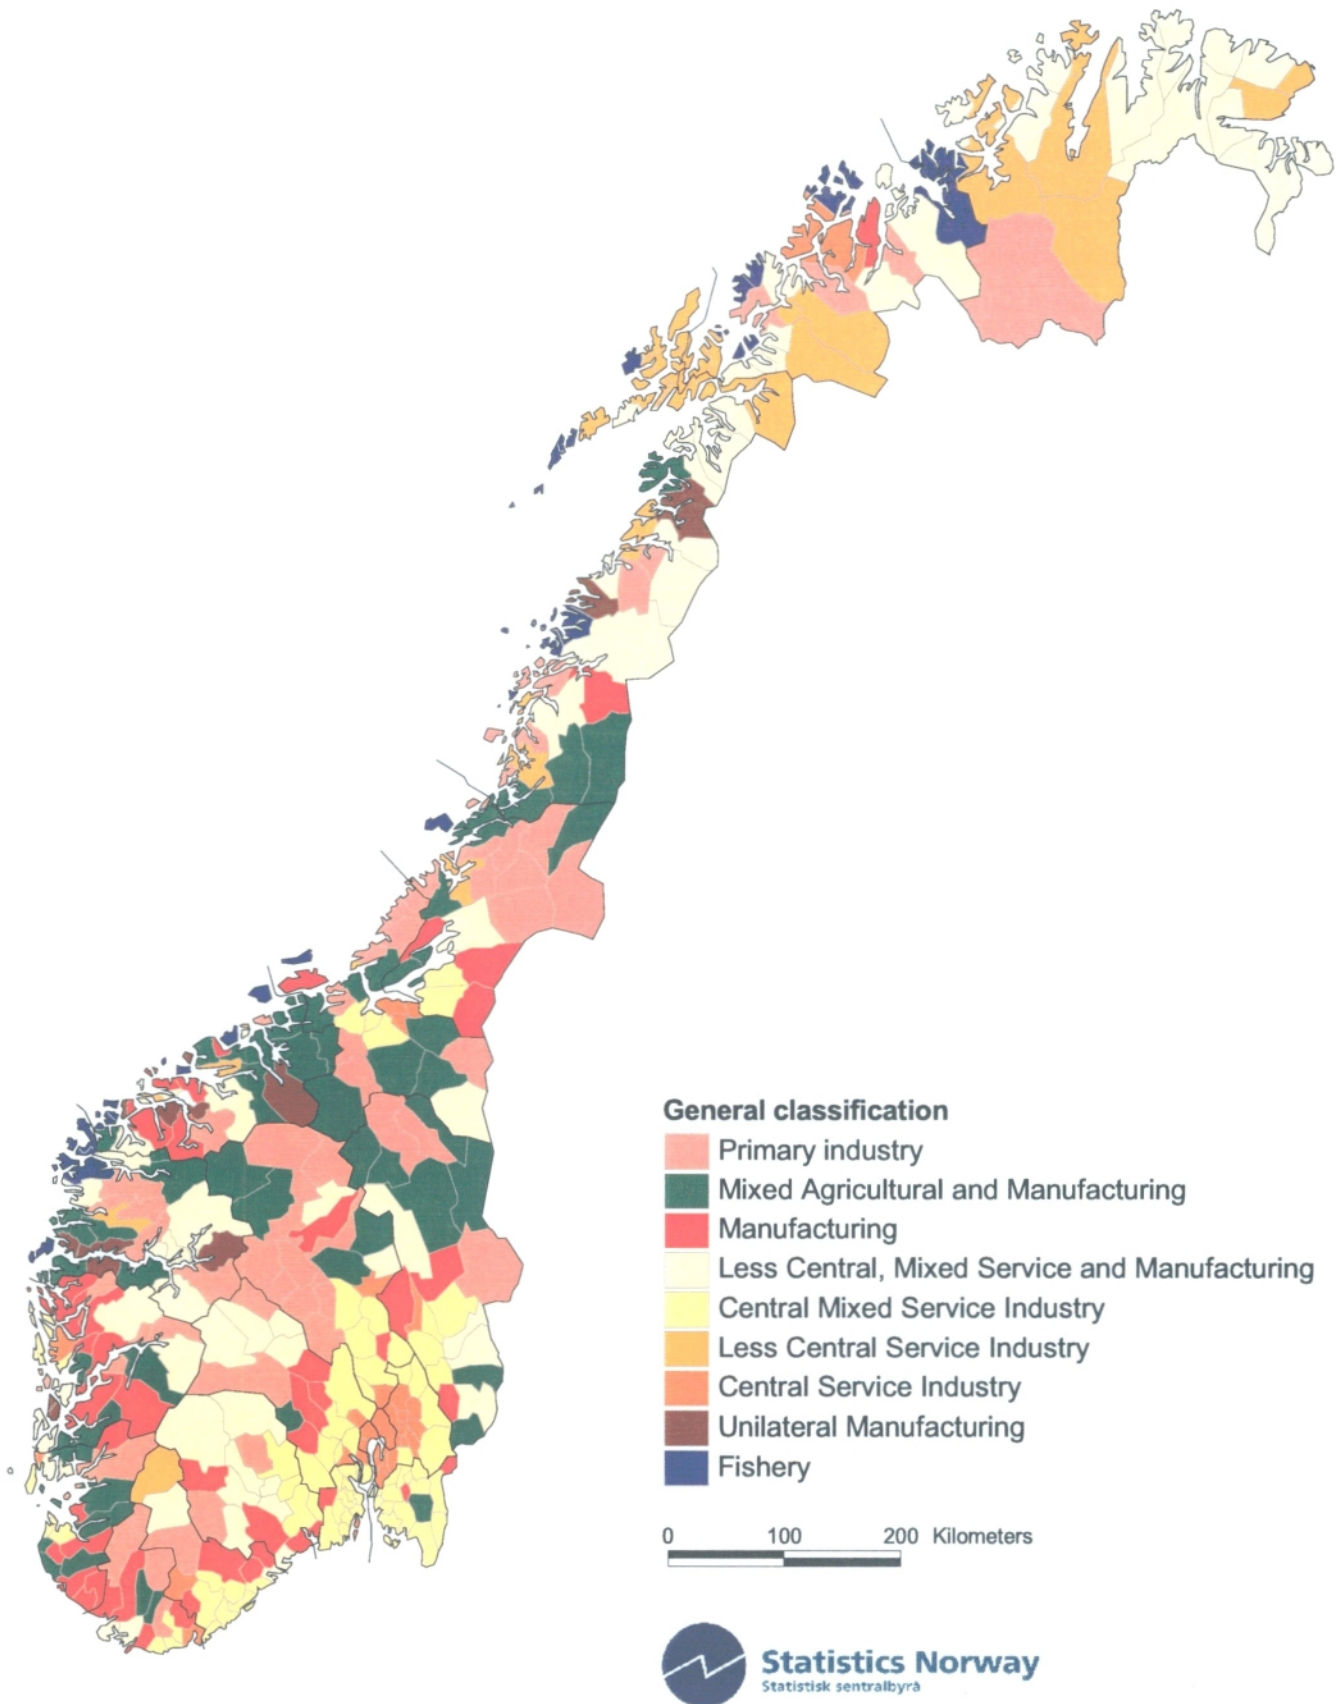 General classification
Primary industry
Mixed Agricultural and Manufacturing
Manufacturing
Less Central, Mixed Service and Manufacturing
Central Mixed Service Industry
Less Central Service Industry
Central Service Industry
Unilateral Manufacturing
Fishery
0 100 200 Kilometers
Statistics Norway
Statistisk sentralbyrå